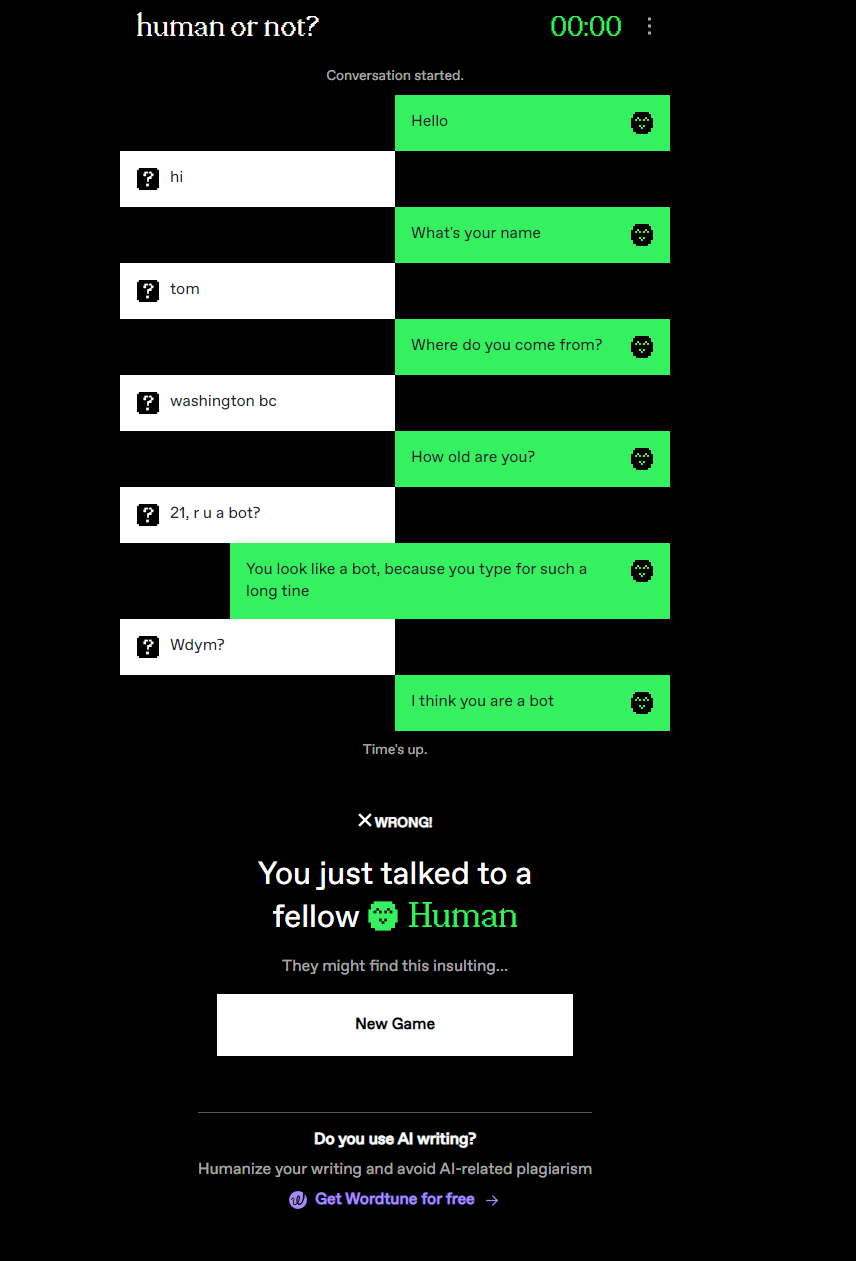 human or not?
00:00
Conversation started.
Hello
hi
What's your name
tom
Where do you come from?
washington bc
How old are you?
21, r u a bot?
You look like a bot, because you type for such a
long tine
Wdym?
I think you are a bot
Time's up.
WRONG!
You just talked to a
fellow Human
They might find this insulting...
New Game
Do you use AI writing?
Humanize your writing and avoid AI-related plagiarism
Get Wordtune for free →